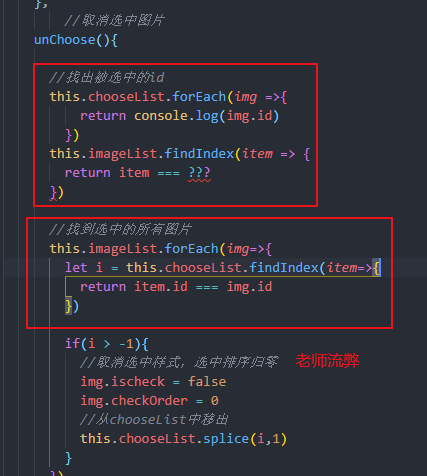 },
//取消选中图片
unChoose(){
//找出被选中的id
this.chooseList.forEach(img =>{
return console.log(img.id)
})
this.imageList.findIndex(item => {
return item === ???
})
//找到选中的所有图片
this.imageList.forEach(img=>{
let i = this.chooseList.findIndex(item=>{
return item.id === img.id
})
if(i > -1){ 老师流弊
//取消选中样式，选中排序归零
img.ischeck = false
img.checkOrder = 0
//从chooseList中移出
this.chooseList.splice(i,1)
}
})